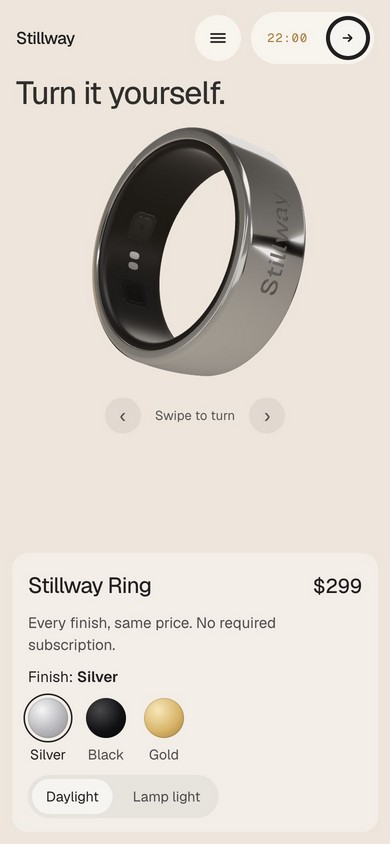 Stillway
22:00
Turn it yourself.
Stillway
Swipe to turn
Stillway Ring
$299
Every finish, same price. No required
subscription.
Finish: Silver
Silver
Black
Gold
Daylight
Lamp light